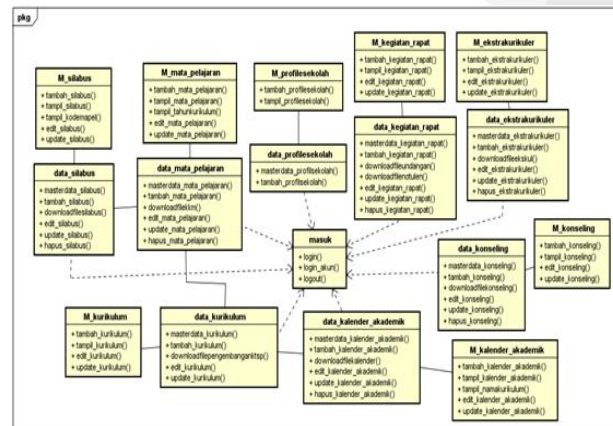 pkg
M_silabus
+ tambah_silabus()
+ tampil_silabus()
+ tampil_kodemapel()
+ edit_silabus()
+ update_silabus()
M_mata_pelajaran
+ tambah_mata_pelajaran()
+ tampil_mata_pelajaran()
+ tampil_tahunkurikulum()
+ edit_mata_pelajaran()
+ update_mata_pelajaran()
M_profilesekolah
+ tambah_profilesekolah()
+ tampil_profilesekolah()
M_kegiatan_rapat
+ tambah_kegiatan_rapat()
+ tampil_kegiatan_rapat()
+ edit_kegiatan_rapat()
+ update_kegiatan_rapat()
M_ekstrakurikuler
+ tambah_ekstrakurikuler()
+ tampil_ekstrakurikuler()
+ edit_ekstrakurikuler()
+ update_ekstrakurikuler()
data_silabus
+ masterdata_silabus()
+ tambah_silabus()
+ downloadfilesilabus()
+ edit_silabus()
+ update_silabus()
+ hapus_silabus()
data_mata_pelajaran
+ masterdata_mata_pelajaran()
+ tambah_mata_pelajaran()
+ downloadfilekkm()
+ edit_mata_pelajaran()
+ update_mata_pelajaran()
+ hapus_mata_pelajaran()
data_profilesekolah
+ masterdata_profilsekolah()
+ tambah_profilsekolah()
data_kegiatan_rapat
+ masterdata_kegiatan_rapat()
+ tambah_kegiatan_rapat()
+ downloadfileundangan()
+ downloadfilenotulen()
+ edit_kegiatan_rapat()
+ update_kegiatan_rapat()
+ hapus_kegiatan_rapat()
data_ekstrakurikuler
+ masterdata_ekstrakurikuler()
+ tambah_ekstrakurikuler()
+ downloadfileekskul()
+ edit_ekstrakurikuler()
+ update_ekstrakurikuler()
+ hapus_ekstrakurikuler()
masuk
+ login()
+ login_akun()
+ logout()
data_konseling
+ masterdata_konseling()
+ tambah_konseling()
+ downloadfilekonseling()
+ edit_konseling()
+ update_konseling()
+ hapus_konseling()
M_konseling
+ tambah_konseling()
+ tampil_konseling()
+ edit_konseling()
+ update_konseling()
M_kurikulum
+ tambah_kurikulum()
+ tampil_kurikulum()
+ edit_kurikulum()
+ update_kurikulum()
data_kurikulum
+ masterdata_kurikulum()
+ tambah_kurikulum()
+ downloadfilepengembanganktsp()
+ edit_kurikulum()
+ update_kurikulum()
data_kalender_akademik
+ masterdata_kalender_akademik()
+ tambah_kalender_akademik()
+ downloadfilekalender()
+ edit_kalender_akademik()
+ update_kalender_akademik()
+ hapus_kalender_akademik()
M_kalender_akademik
+ tambah_kalender_akademik()
+ tampil_kalender_akademik()
+ tampil_namakurikulum()
+ edit_kalender_akademik()
+ update_kalender_akademik()